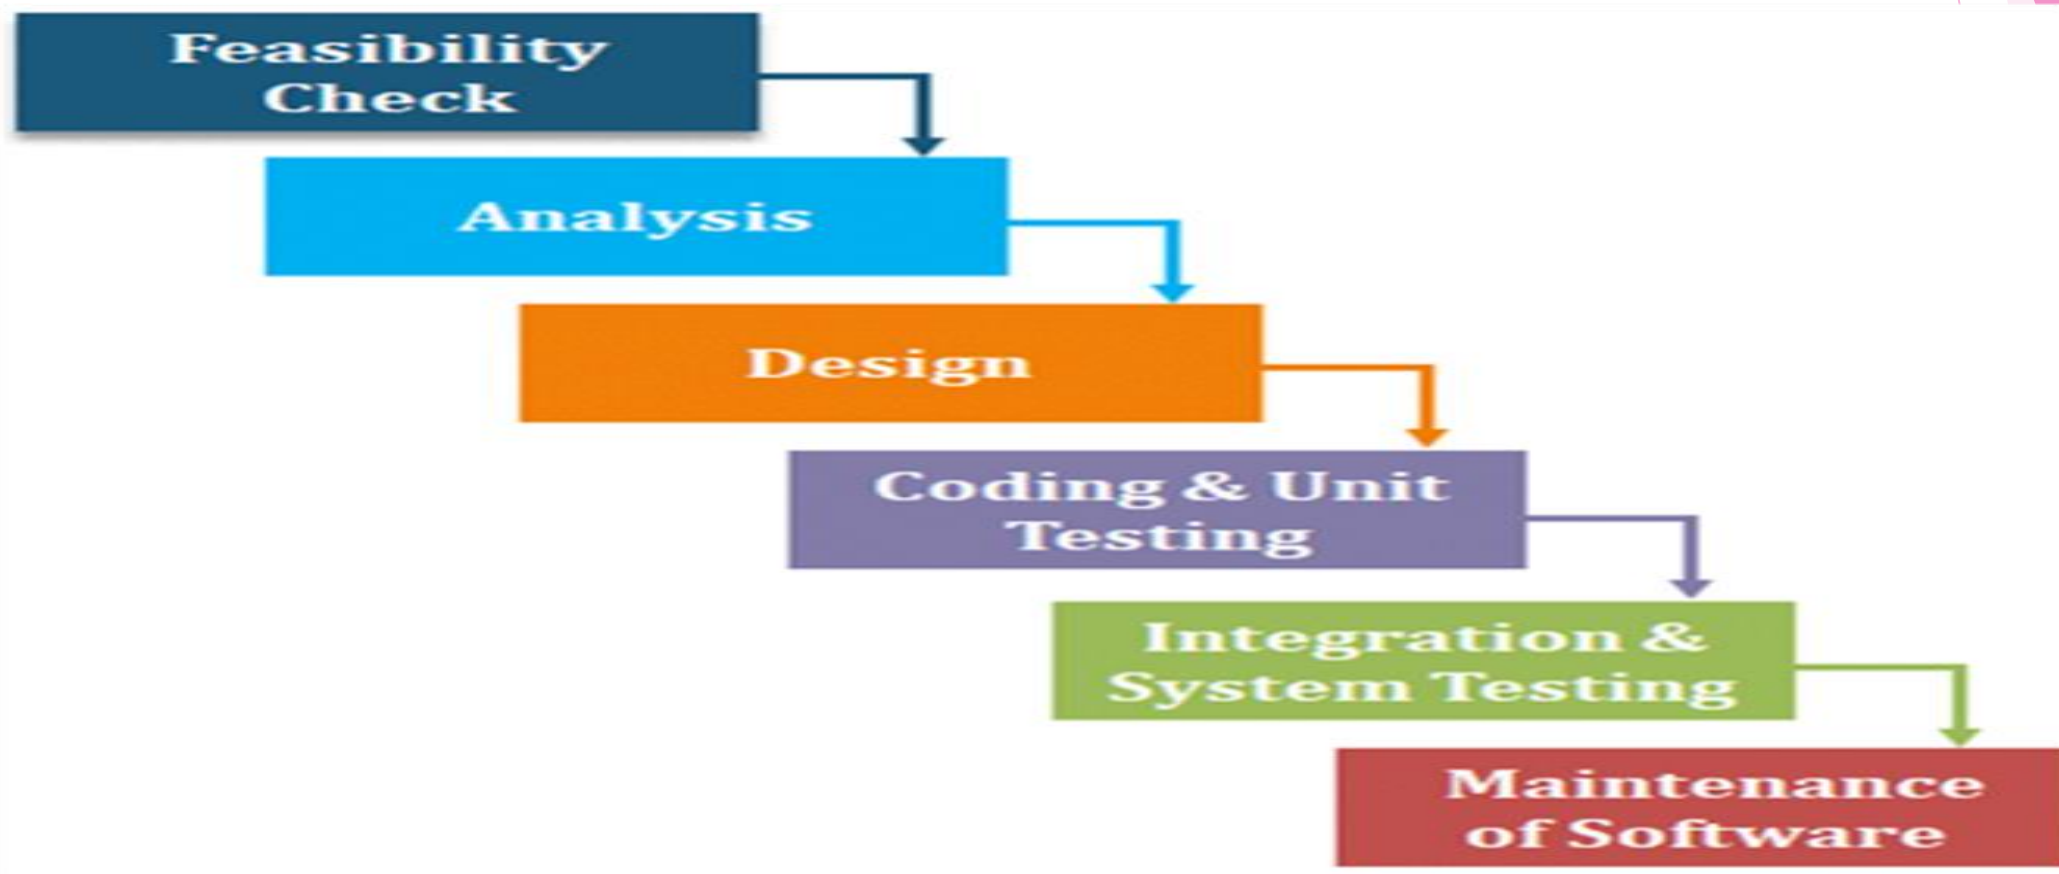 Feasibility
Check
Analysis
Design
Coding & Unit
Testing
Integration &
System Testing
Maintenance
of Software